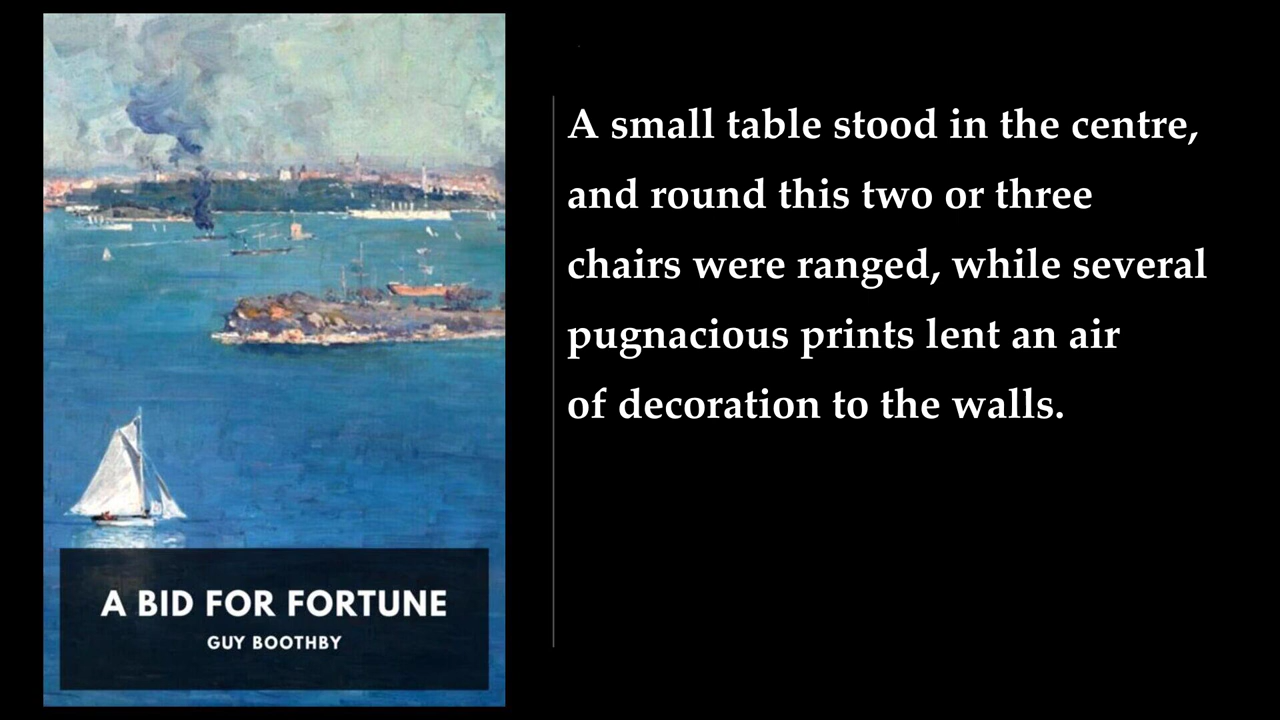 A small table stood in the centre,
and round this two or three
chairs were ranged, while several
pugnacious prints lent an air
of decoration to the walls.
A BID FOR FORTUNE
GUY BOOTHBY